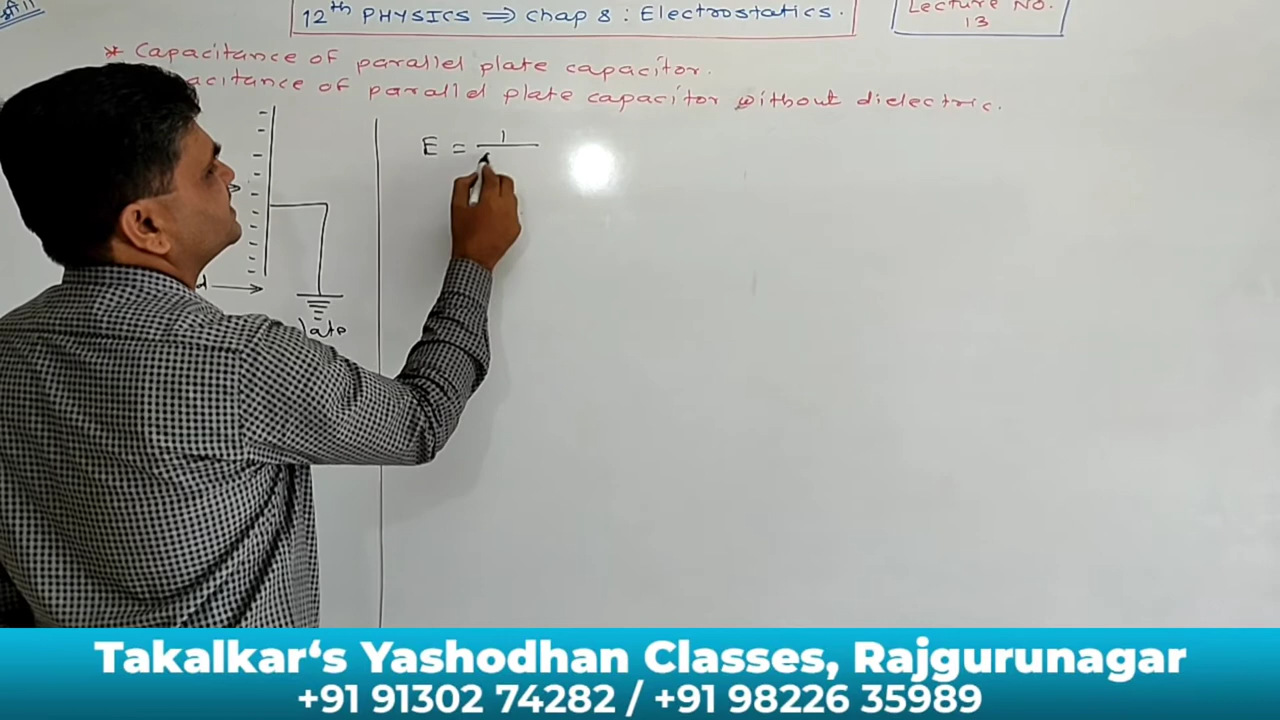 12th PHYSICS ⇒ Chap 8 : Electrostatics.
Lecture No.
13
* Capacitance of parallel plate capacitor.
acitance of parallel plate capacitor without dielectric.
E = 1
d
late
Takalkar‘s Yashodhan Classes, Rajgurunagar
+91 91302 74282 / +91 98226 35989